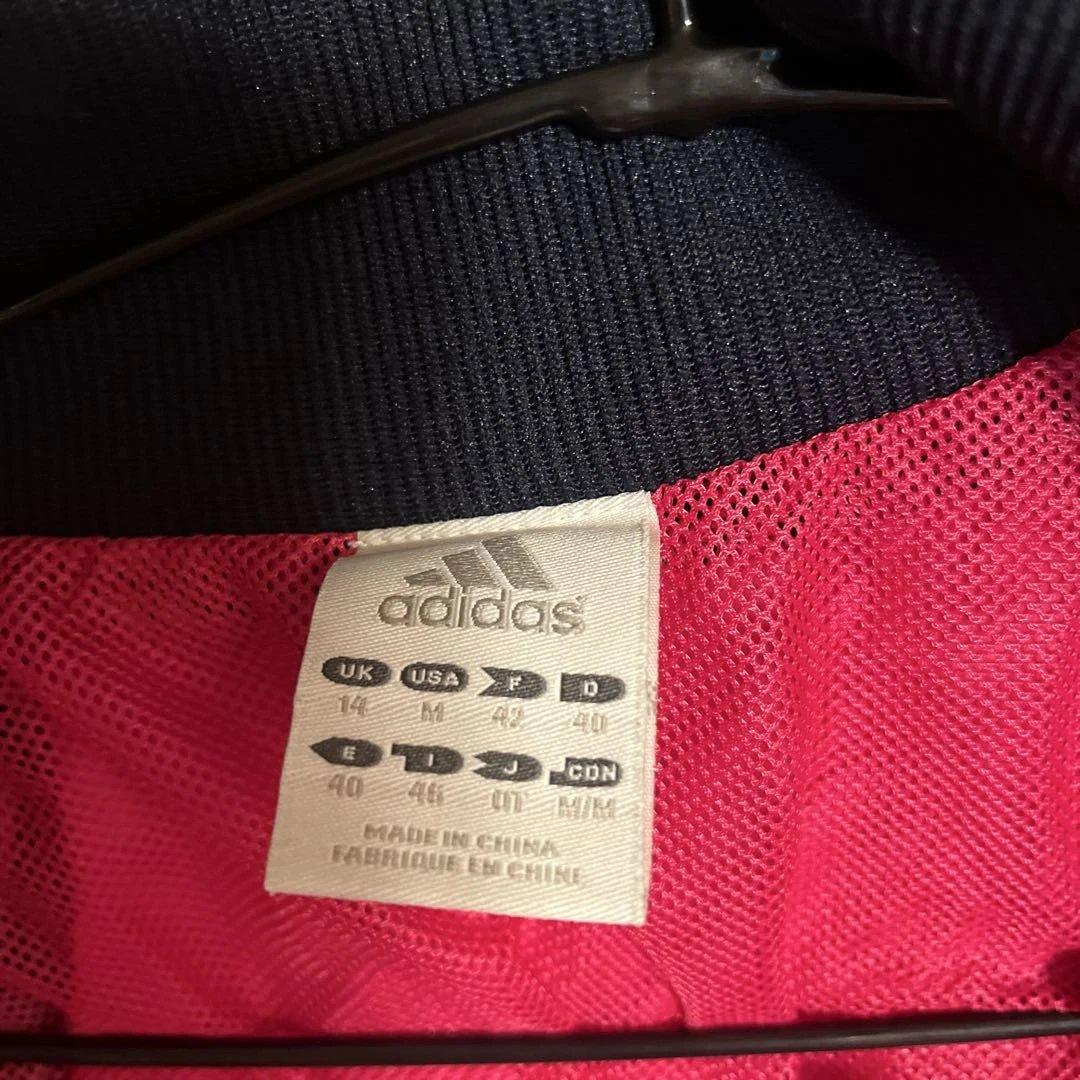 adidas
UK USA F D
14 M 42 40
E I J CDN
40 46 OT M/M
MADE IN CHINA
FABRIQUE EN CHINE